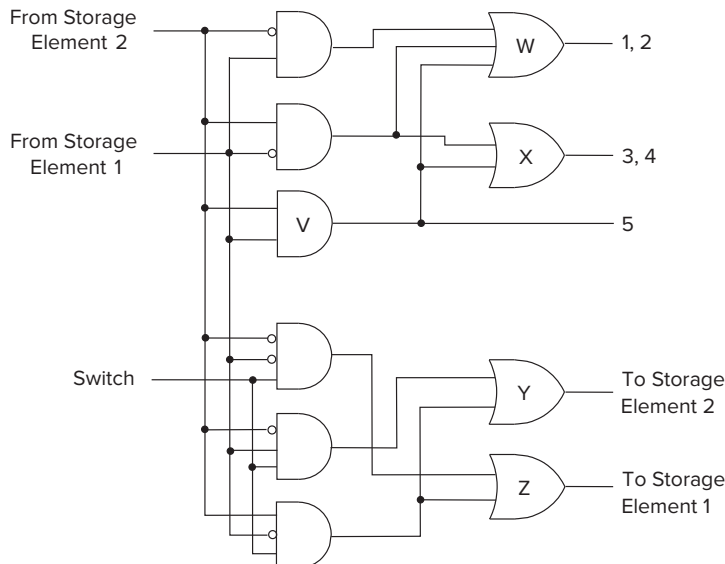 From Storage
Element 2
W
1, 2
From Storage
Element 1
X
3, 4
V
5
Switch
Y
To Storage
Element 2
Z
To Storage
Element 1